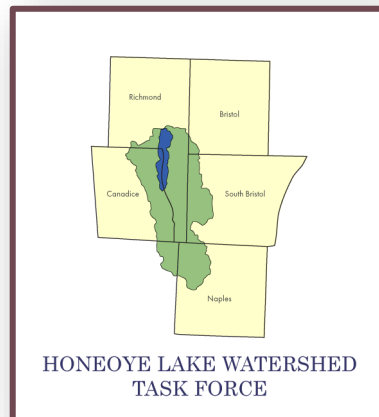 Richmond
Bristol
Canadice
South Bristol
Naples
HONEOYE LAKE WATERSHED
TASK FORCE